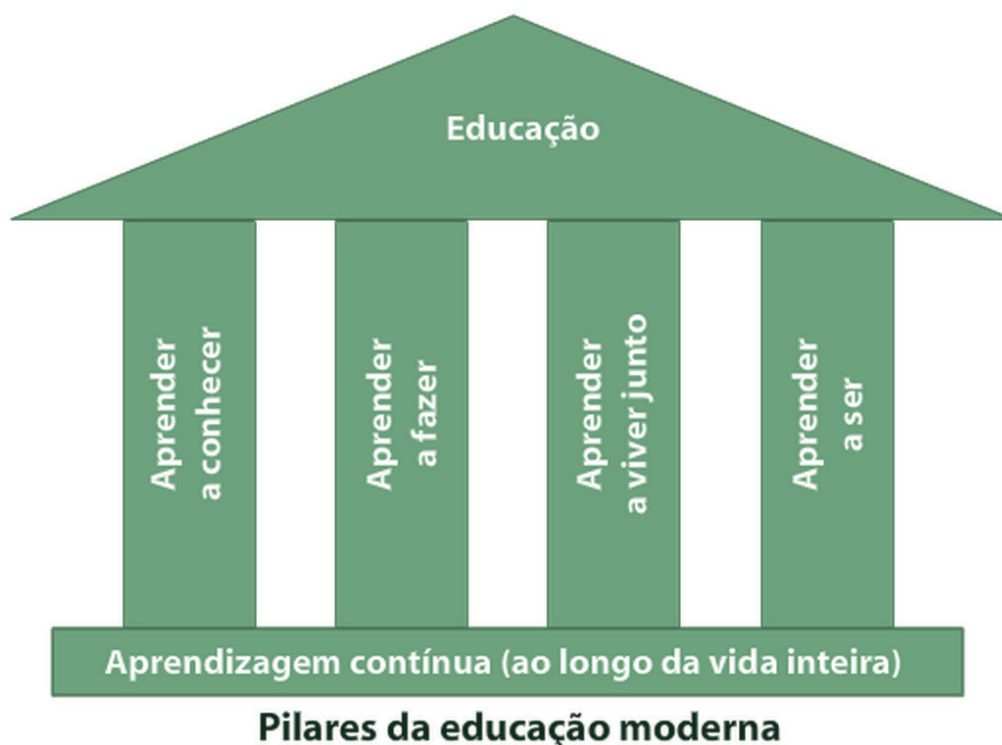 Educação
Aprender
a conhecer
Aprender
a fazer
Aprender
a viver junto
Aprender
a ser
Aprendizagem contínua (ao longo da vida inteira)
Pilares da educação moderna